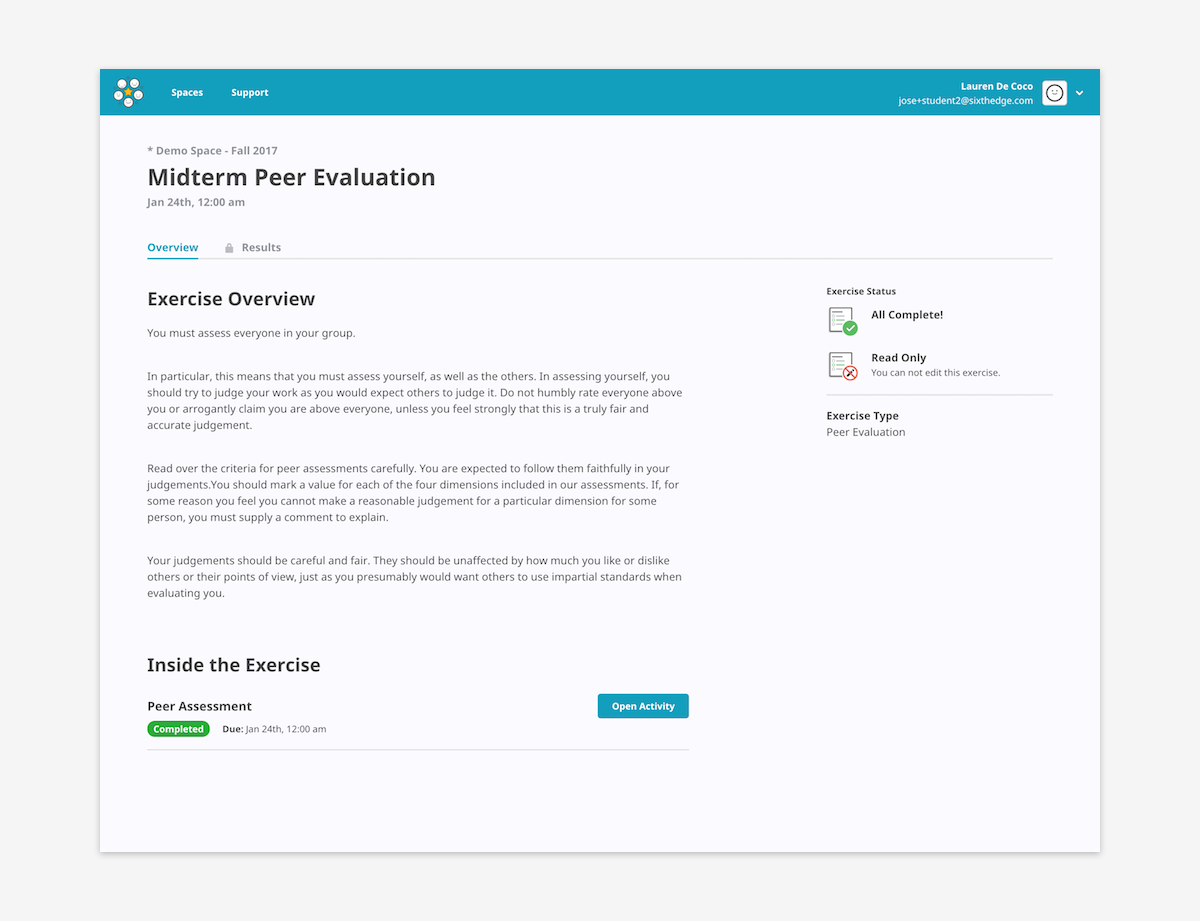 Spaces
Support
Lauren De Coco
jose+student2@sixthedge.com
* Demo Space - Fall 2017
Midterm Peer Evaluation
Jan 24th, 12:00 am
Overview
Results
Exercise Overview
You must assess everyone in your group.
In particular, this means that you must assess yourself, as well as the others. In assessing yourself, you
should try to judge your work as you would expect others to judge it. Do not humbly rate everyone above
you or arrogantly claim you are above everyone, unless you feel strongly that this is a truly fair and
accurate judgement.
Read over the criteria for peer assessments carefully. You are expected to follow them faithfully in your
judgements.You should mark a value for each of the four dimensions included in our assessments. If, for
some reason you feel you cannot make a reasonable judgement for a particular dimension for some
person, you must supply a comment to explain.
Your judgements should be careful and fair. They should be unaffected by how much you like or dislike
others or their points of view, just as you presumably would want others to use impartial standards when
evaluating you.
Inside the Exercise
Peer Assessment
Open Activity
Completed
Due: Jan 24th, 12:00 am
Exercise Status
All Complete!
Read Only
You can not edit this exercise.
Exercise Type
Peer Evaluation